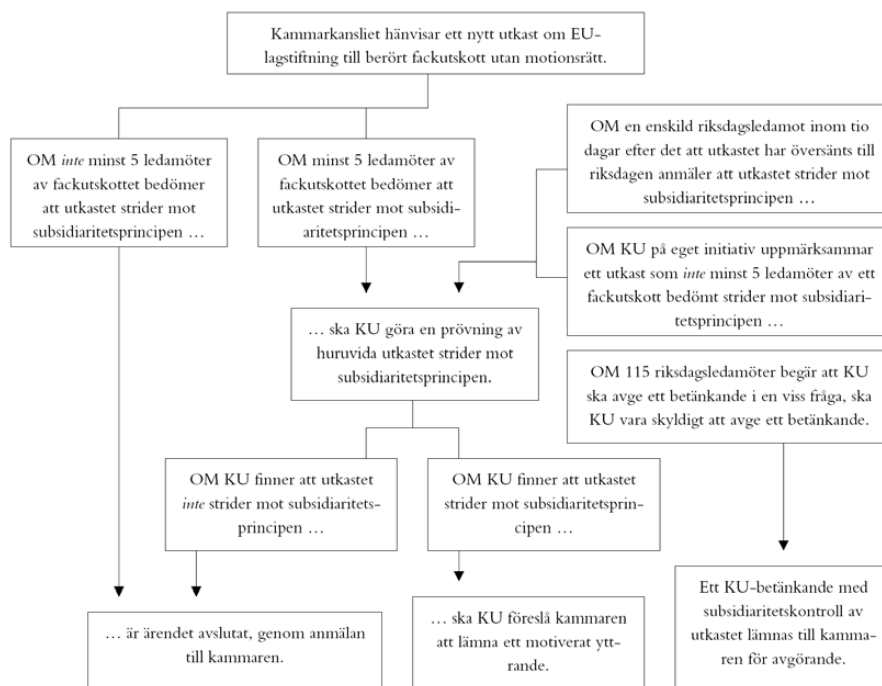 Kammarkansliet hänvisar ett nytt utkast om EU-
lagstiftning till berört fackutskott utan motionsrätt.
OM inte minst 5 ledamöter
av fackutskottet bedömer
att utkastet strider mot
subsidiaritetsprincipen …
OM minst 5 ledamöter av
fackutskottet bedömer att
utkastet strider mot subsidi-
aritetsprincipen …
OM en enskild riksdagsledamot inom tio
dagar efter det att utkastet har översänts till
riksdagen anmäler att utkastet strider mot
subsidiaritetsprincipen …
OM KU på eget initiativ uppmärksammar
ett utkast som inte minst 5 ledamöter av ett
fackutskott bedömt strider mot subsidiari-
tetsprincipen …
… ska KU göra en prövning av
huruvida utkastet strider mot
subsidiaritetsprincipen.
OM 115 riksdagsledamöter begär att KU
ska avge ett betänkande i en viss fråga, ska
KU vara skyldigt att avge ett betänkande.
OM KU finner att utkastet
inte strider mot subsidiaritets-
principen …
OM KU finner att utkastet
strider mot subsidiaritetsprin-
cipen …
… är ärendet avslutat, genom anmälan
till kammaren.
… ska KU föreslå kammaren
att lämna ett motiverat ytt-
rande.
Ett KU-betänkande med
subsidiaritetskontroll av
utkastet lämnas till kamma-
ren för avgörande.